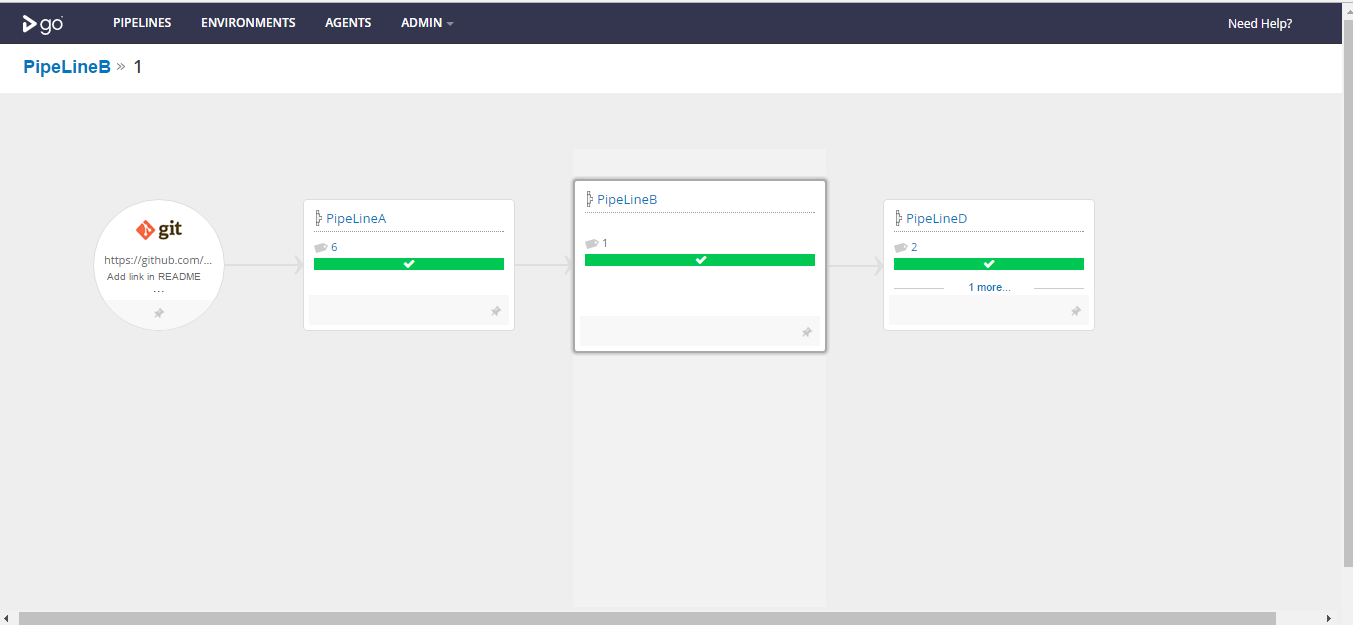 go PIPELINES ENVIRONMENTS AGENTS ADMIN Need Help?
PipeLineB » 1
git
https://github.com/...
Add link in README
...
PipeLineA
6
PipeLineB
1
PipeLineD
2
1 more...